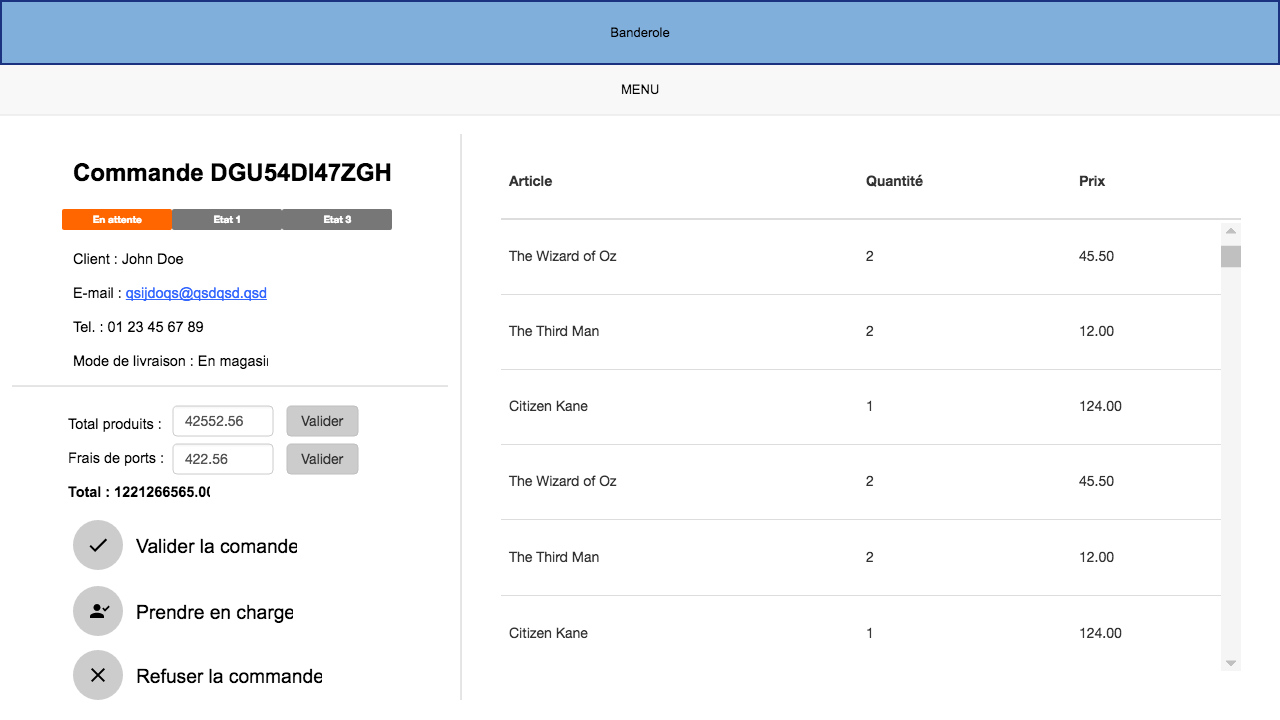 Banderole
MENU
Commande DGU54DI47ZGH
En attente Etat 1 Etat 3
Client : John Doe
E-mail : qsijdoqs@qsdqsd.qsd
Tel. : 01 23 45 67 89
Mode de livraison : En magasin
Total produits : 42552.56 Valider
Frais de ports : 422.56 Valider
Total : 1221266565.00
Valider la comande
Prendre en charge
Refuser la commande
Article Quantité Prix
The Wizard of Oz 2 45.50
The Third Man 2 12.00
Citizen Kane 1 124.00
The Wizard of Oz 2 45.50
The Third Man 2 12.00
Citizen Kane 1 124.00